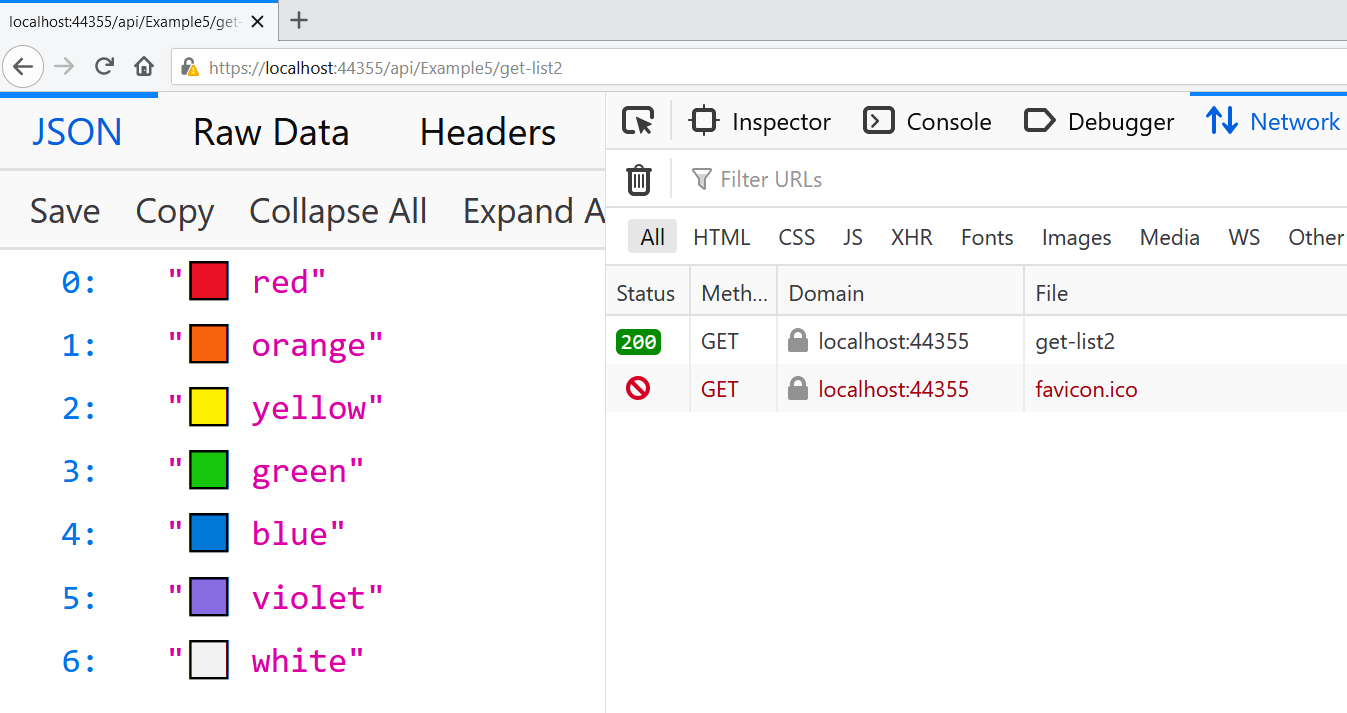 localhost:44355/api/Example5/get-
https://localhost:44355/api/Example5/get-list2
JSON Raw Data Headers
Save Copy Collapse All Expand A
0: "🟥 red"
1: "🟧 orange"
2: "🟨 yellow"
3: "🟩 green"
4: "🟦 blue"
5: "🟪 violet"
6: "⬜ white"
Inspector Console Debugger Network
Filter URLs
All HTML CSS JS XHR Fonts Images Media WS Other
Status Meth... Domain File
200 GET localhost:44355 get-list2
GET localhost:44355 favicon.ico